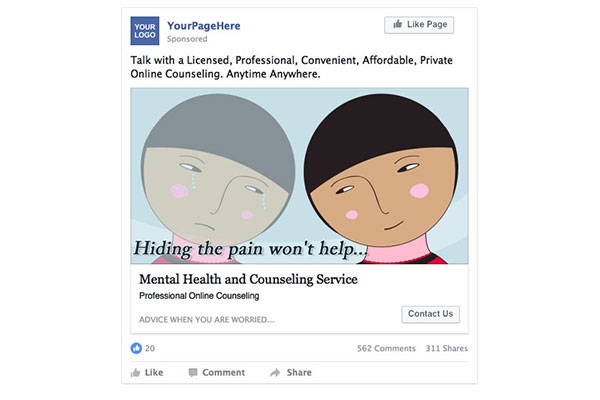 YOUR
LOGO
YourPageHere
Sponsored
Like Page
Talk with a Licensed, Professional, Convenient, Affordable, Private
Online Counseling. Anytime Anywhere.
Hiding the pain won't help...
Mental Health and Counseling Service
Professional Online Counseling
ADVICE WHEN YOU ARE WORRIED...
Contact Us
20
562 Comments 311 Shares
Like Comment Share